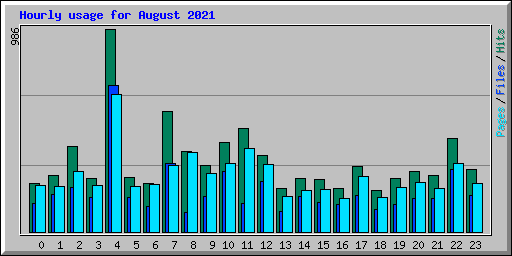 Hourly usage for August 2021
986
Pages / Files / Hits
0 1 2 3 4 5 6 7 8 9 10 11 12 13 14 15 16 17 18 19 20 21 22 23